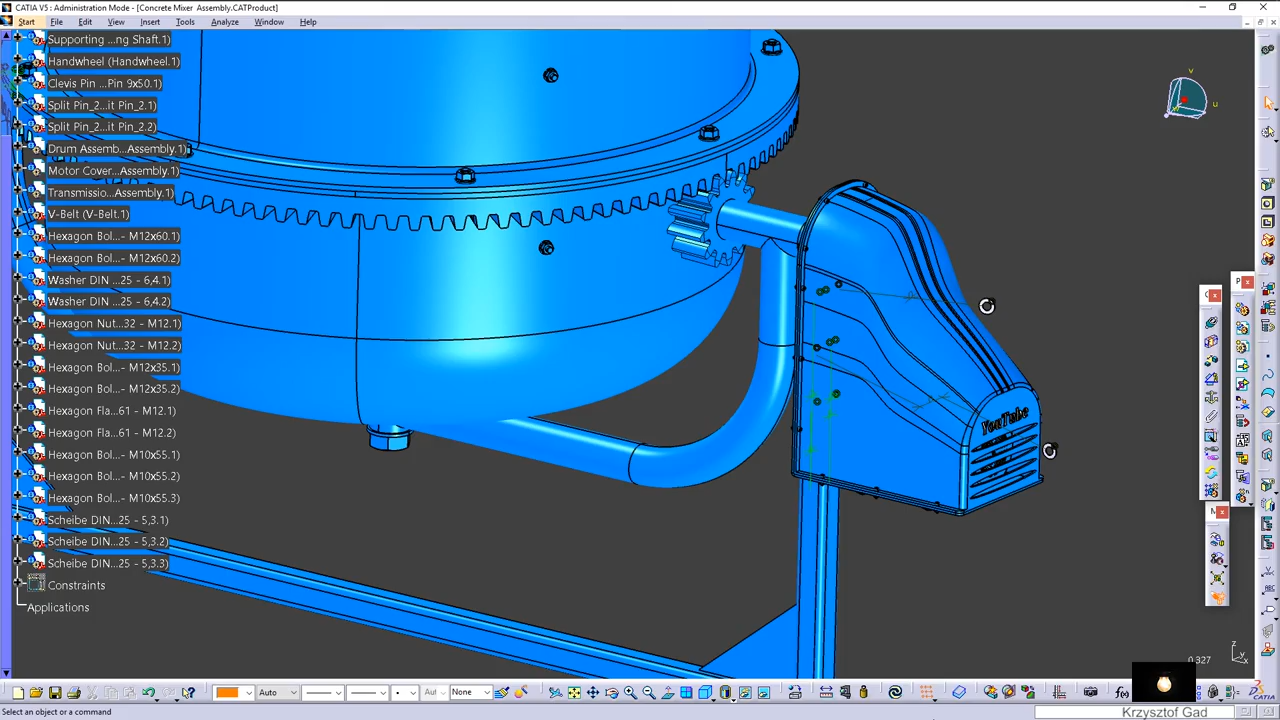 CATIA V5 : Administration Mode - [Concrete Mixer Assembly.CATProduct]
Start File Edit View Insert Tools Analyze Window Help
Supporting ...ng Shaft.1)
Handwheel (Handwheel.1)
Clevis Pin ...Pin 9x50.1)
Split Pin_2...it Pin_2.1)
Split Pin_2...it Pin_2.2)
Drum Assemb...Assembly.1)
Motor Cover...Assembly.1)
Transmissio...Assembly.1)
V-Belt (V-Belt.1)
Hexagon Bol...- M12x60.1)
Hexagon Bol...- M12x60.2)
Washer DIN ...25 - 6,4.1)
Washer DIN ...25 - 6,4.2)
Hexagon Nut...32 - M12.1)
Hexagon Nut...32 - M12.2)
Hexagon Bol...- M12x35.1)
Hexagon Bol...- M12x35.2)
Hexagon Fla...61 - M12.1)
Hexagon Fla...61 - M12.2)
Hexagon Bol...- M10x55.1)
Hexagon Bol...- M10x55.2)
Hexagon Bol...- M10x55.3)
Scheibe DIN...25 - 5,3.1)
Scheibe DIN...25 - 5,3.2)
Scheibe DIN...25 - 5,3.3)
Constraints
Applications
v
u
YouTube
0.327
z
y
x
Auto
Aut
None
CATIA
Select an object or a command
Krzysztof Gad